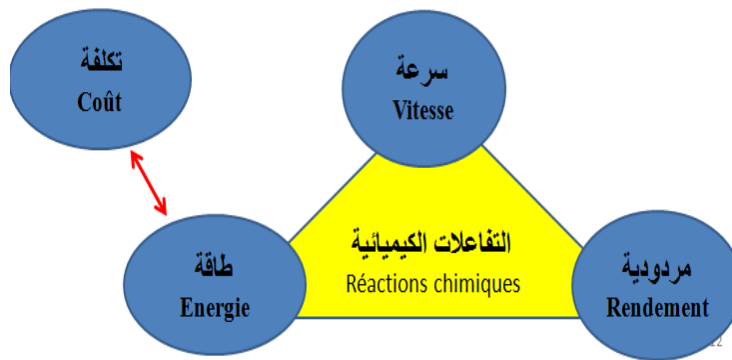 تكلفة
Coût
سرعة
Vitesse
التفاعلات الكيميائية
Réactions chimiques
طاقة
Energie
مردودية
Rendement